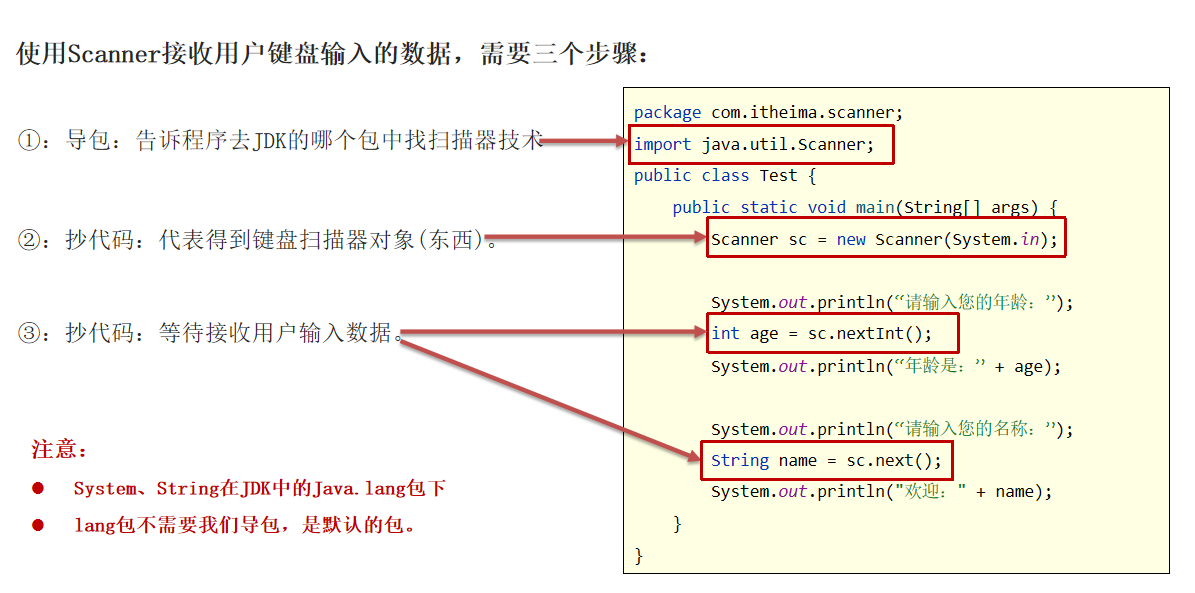 使用Scanner接收用户键盘输入的数据，需要三个步骤：
①：导包：告诉程序去JDK的哪个包中找扫描器技术
②：抄代码：代表得到键盘扫描器对象(东西)。
③：抄代码：等待接收用户输入数据。
注意：
● System、String在JDK中的Java.lang包下
● lang包不需要我们导包，是默认的包。
package com.itheima.scanner;
import java.util.Scanner;
public class Test {
public static void main(String[] args) {
Scanner sc = new Scanner(System.in);
System.out.println(“请输入您的年龄：”);
int age = sc.nextInt();
System.out.println(“年龄是：” + age);
System.out.println(“请输入您的名称：”);
String name = sc.next();
System.out.println("欢迎：" + name);
}
}